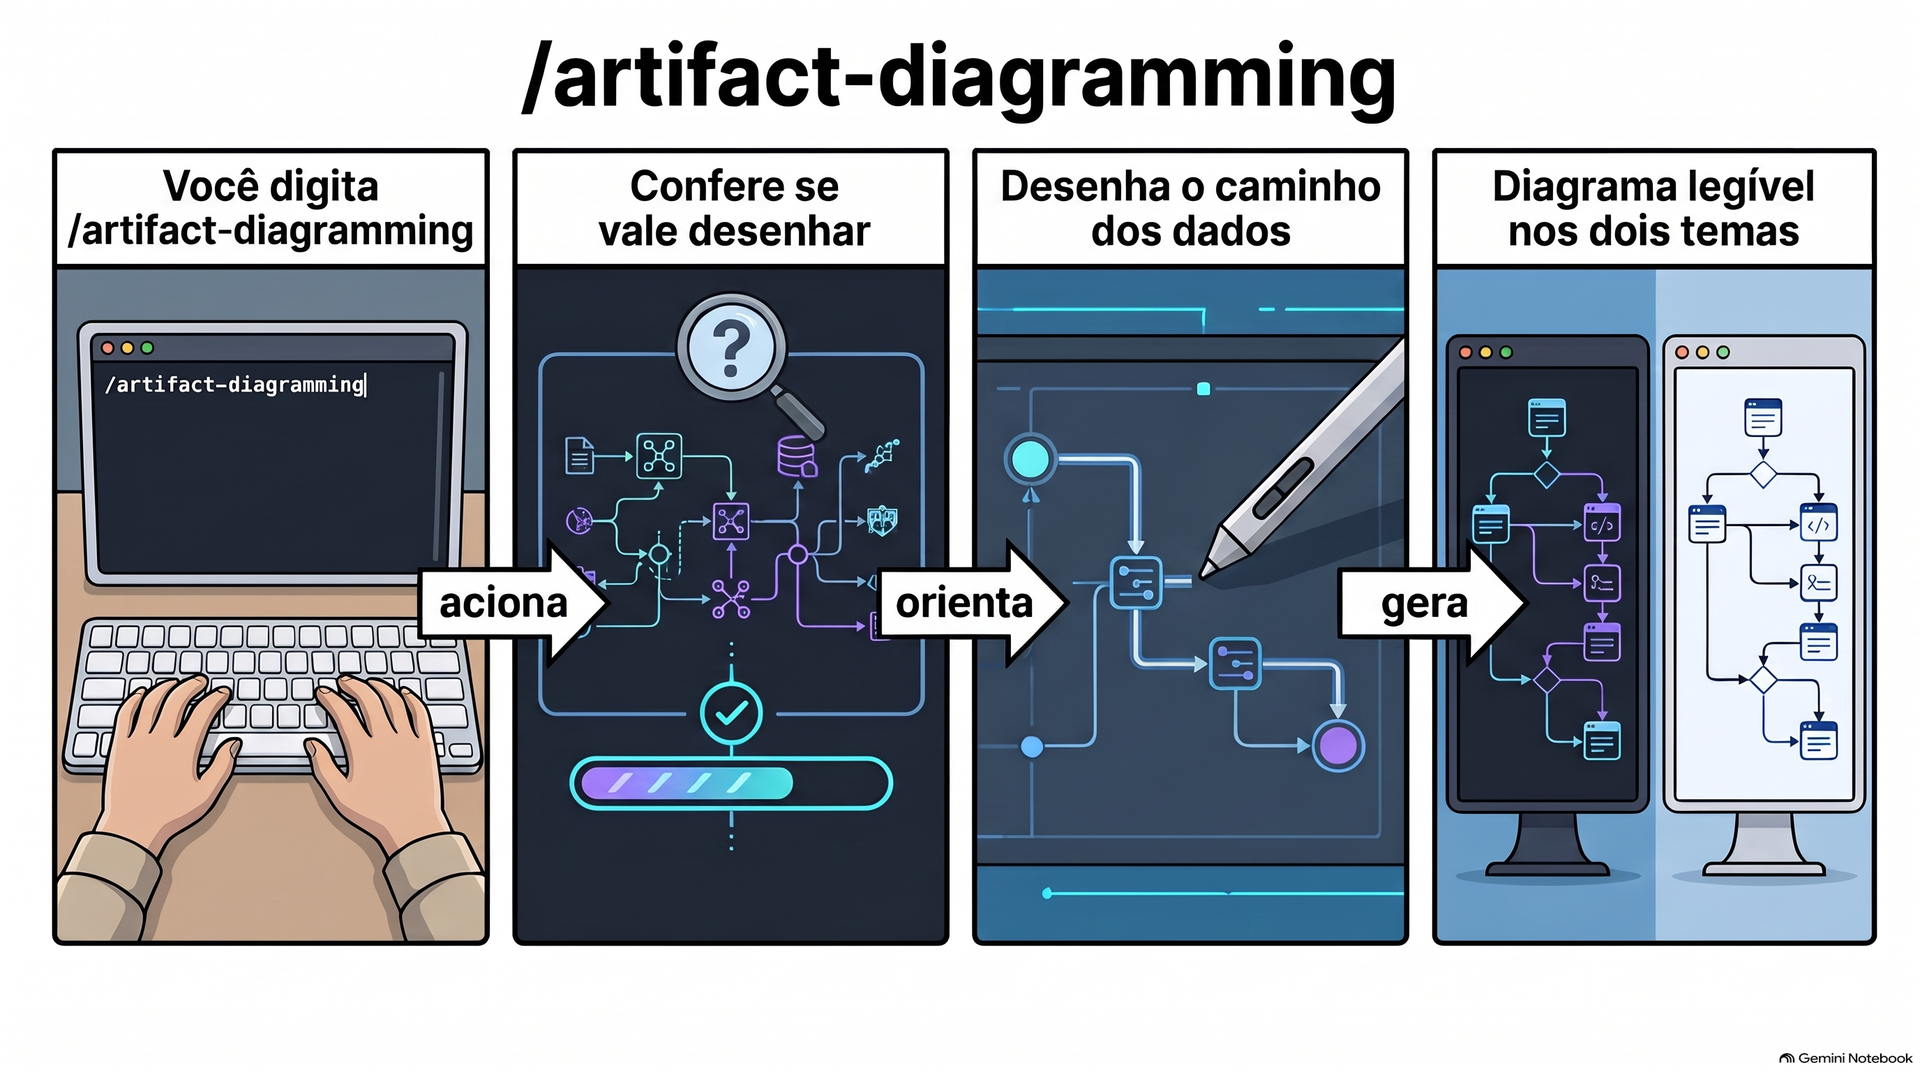 /artifact-diagramming
Você digita
/artifact-diagramming
Confere se
vale desenhar
Desenha o caminho
dos dados
Diagrama legível
nos dois temas
/artifact-diagramming
?
</>
</>
aciona
orienta
gera
Gemini Notebook